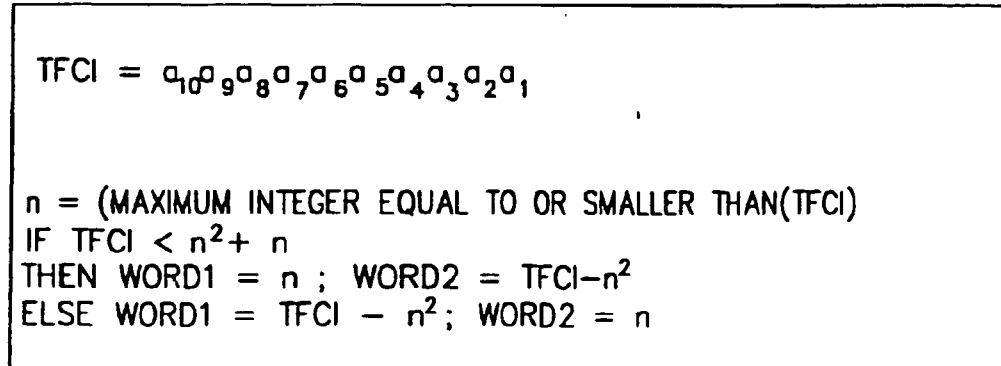 TFCI = a₁₀a₉a₈a₇a₆a₅a₄a₃a₂a₁
n = (MAXIMUM INTEGER EQUAL TO OR SMALLER THAN(TFCI)
IF TFCI < n²+ n
THEN WORD1 = n ; WORD2 = TFCI-n²
ELSE WORD1 = TFCI - n²; WORD2 = n